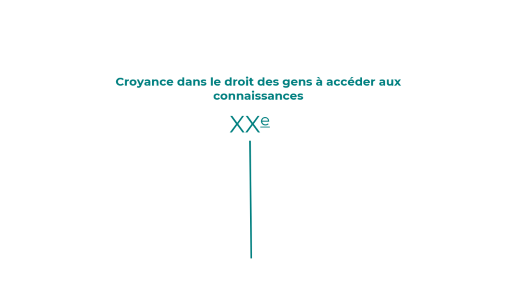 Croyance dans le droit des gens à accéder aux
connaissances
XXe